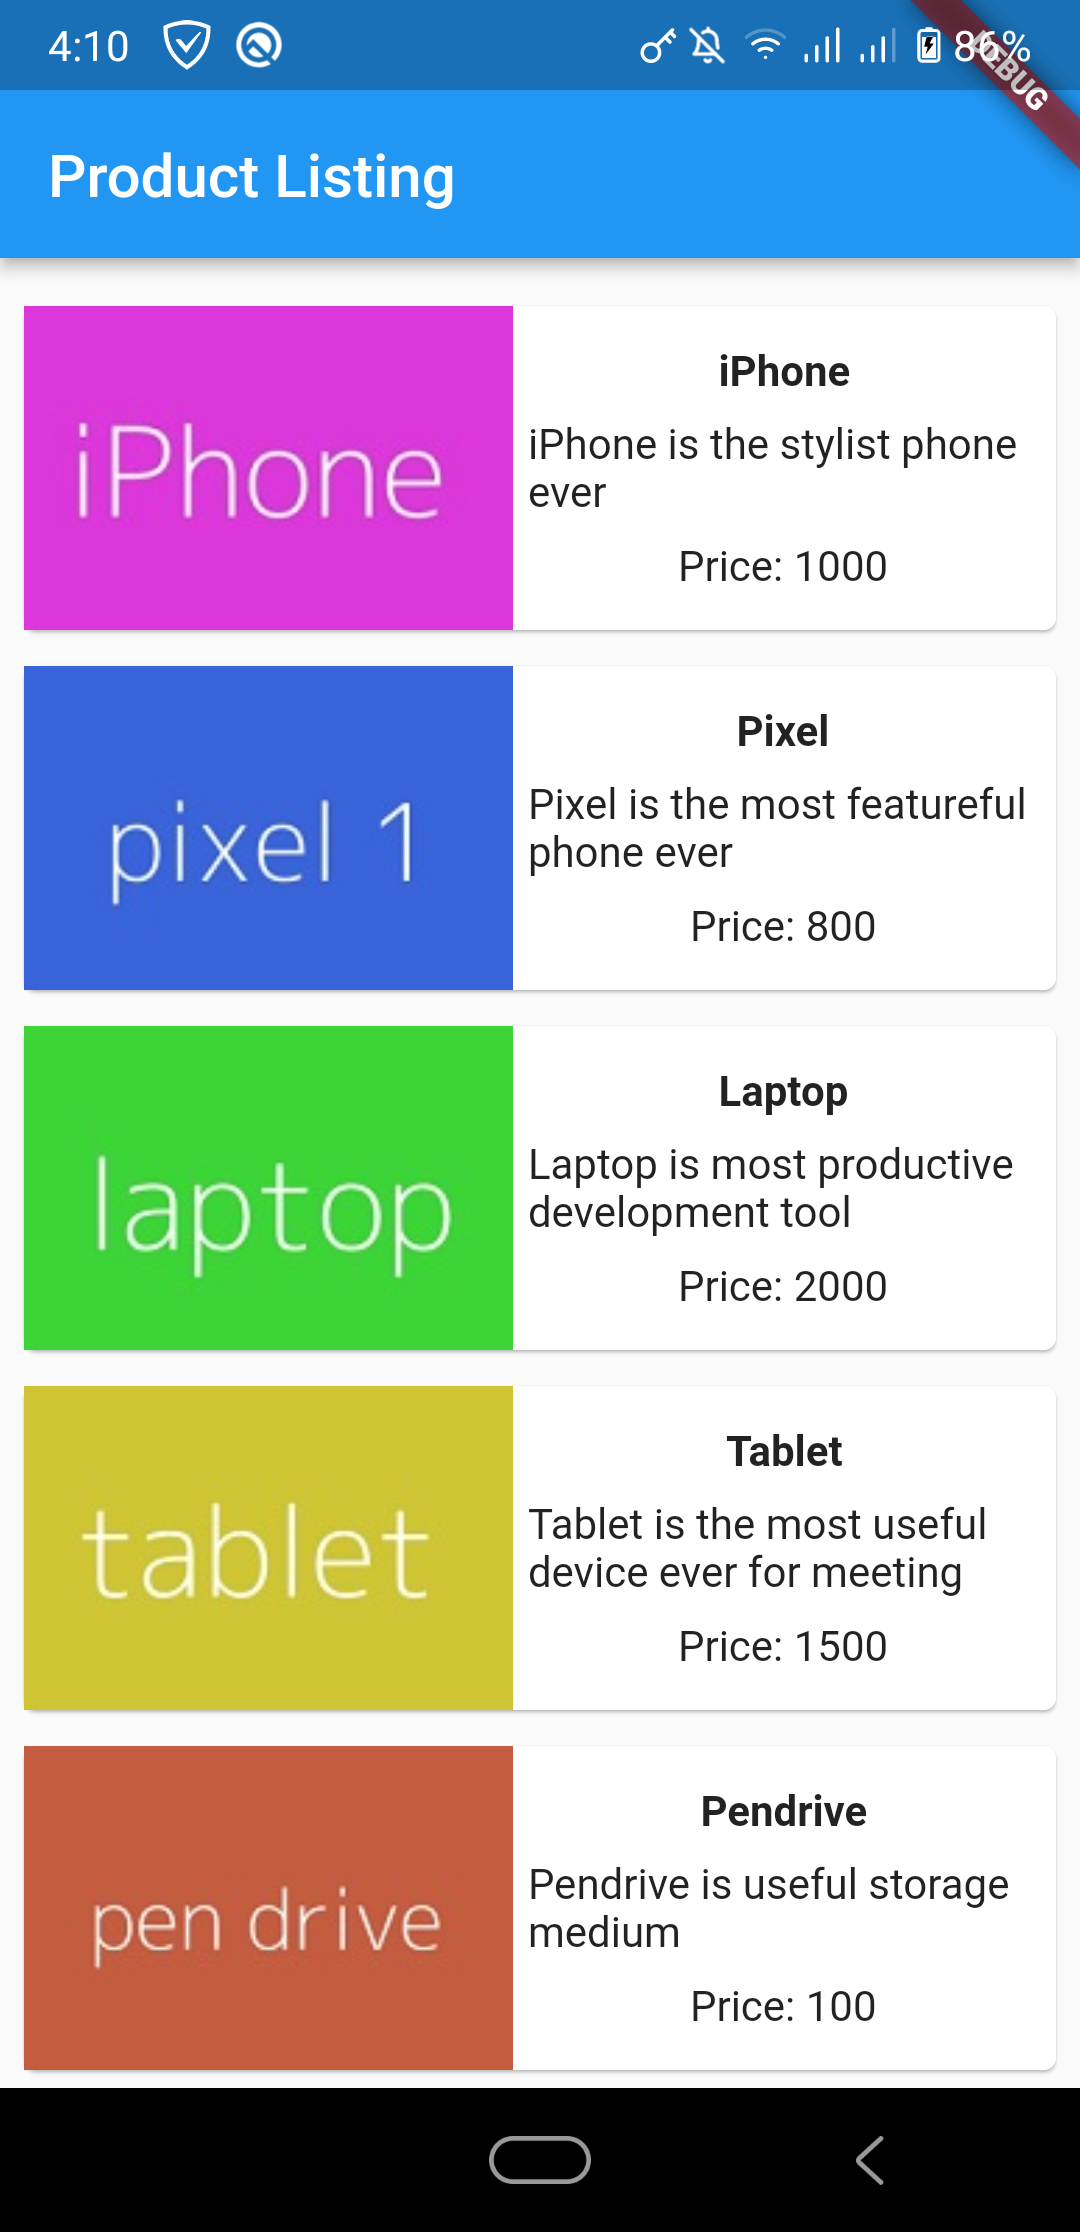 4:10
86%
DEBUG
Product Listing
iPhone
iPhone
iPhone is the stylist phone
ever
Price: 1000
pixel 1
Pixel
Pixel is the most featureful
phone ever
Price: 800
laptop
Laptop
Laptop is most productive
development tool
Price: 2000
tablet
Tablet
Tablet is the most useful
device ever for meeting
Price: 1500
pen drive
Pendrive
Pendrive is useful storage
medium
Price: 100